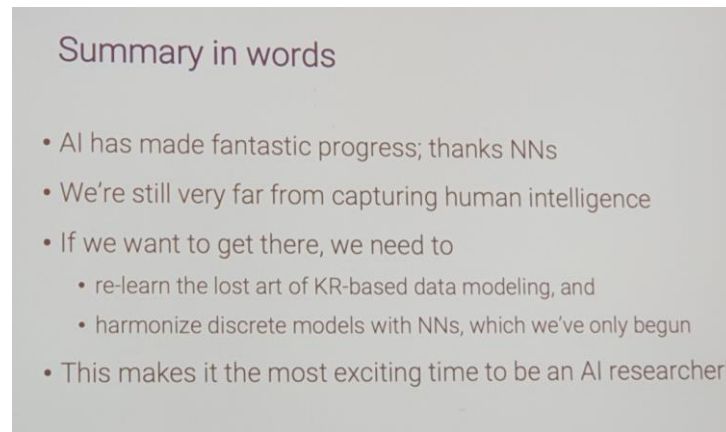 Summary in words
• AI has made fantastic progress; thanks NNs
• We're still very far from capturing human intelligence
• If we want to get there, we need to
• re-learn the lost art of KR-based data modeling, and
• harmonize discrete models with NNs, which we've only begun
• This makes it the most exciting time to be an AI researcher